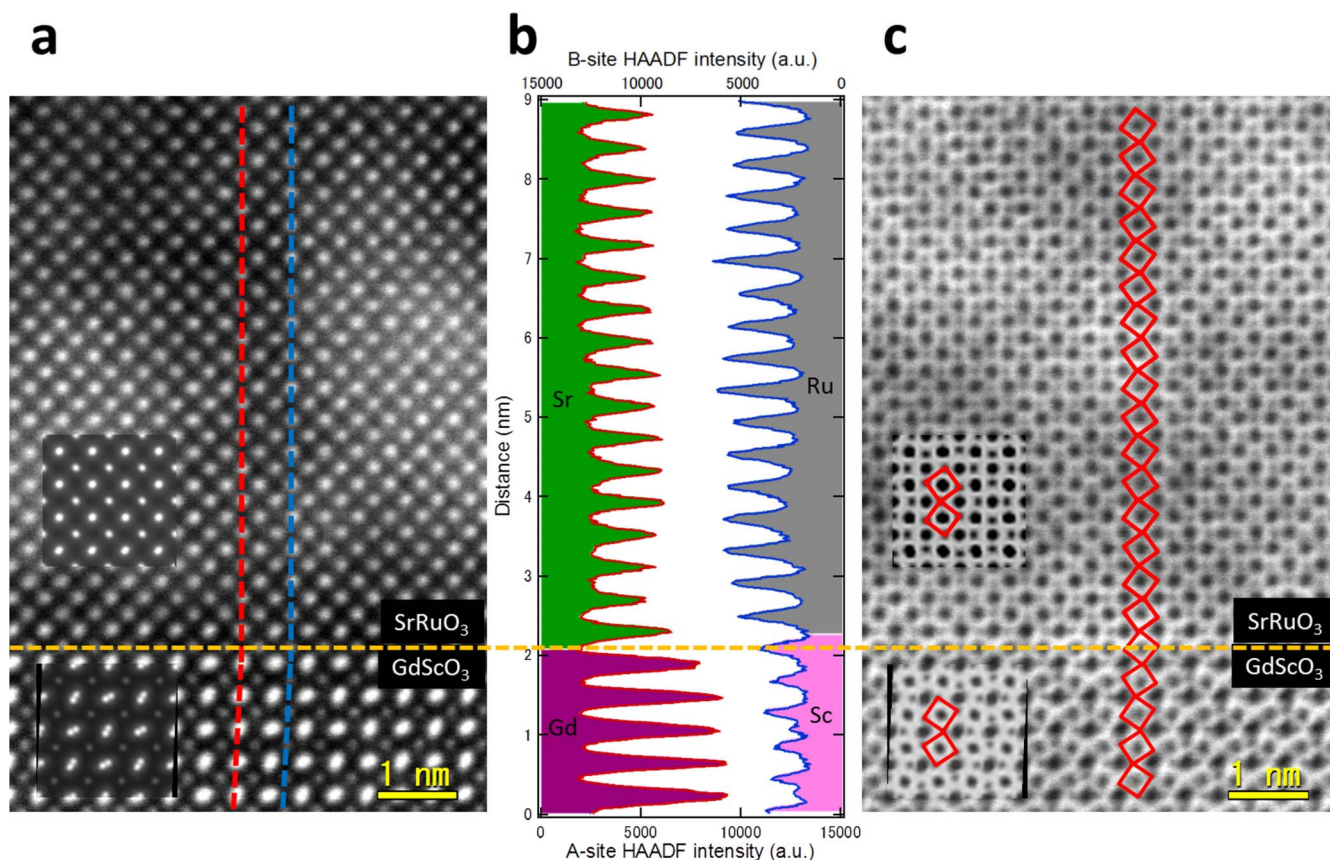 a
b
c
B-site HAADF intensity (a.u.)
15000 10000 5000 0
9
8
7
6
5
4
3
2
1
0
Distance (nm)
Sr
Ru
Gd
Sc
0 5000 10000 15000
A-site HAADF intensity (a.u.)
SrRuO₃
GdScO₃
1 nm
SrRuO₃
GdScO₃
1 nm